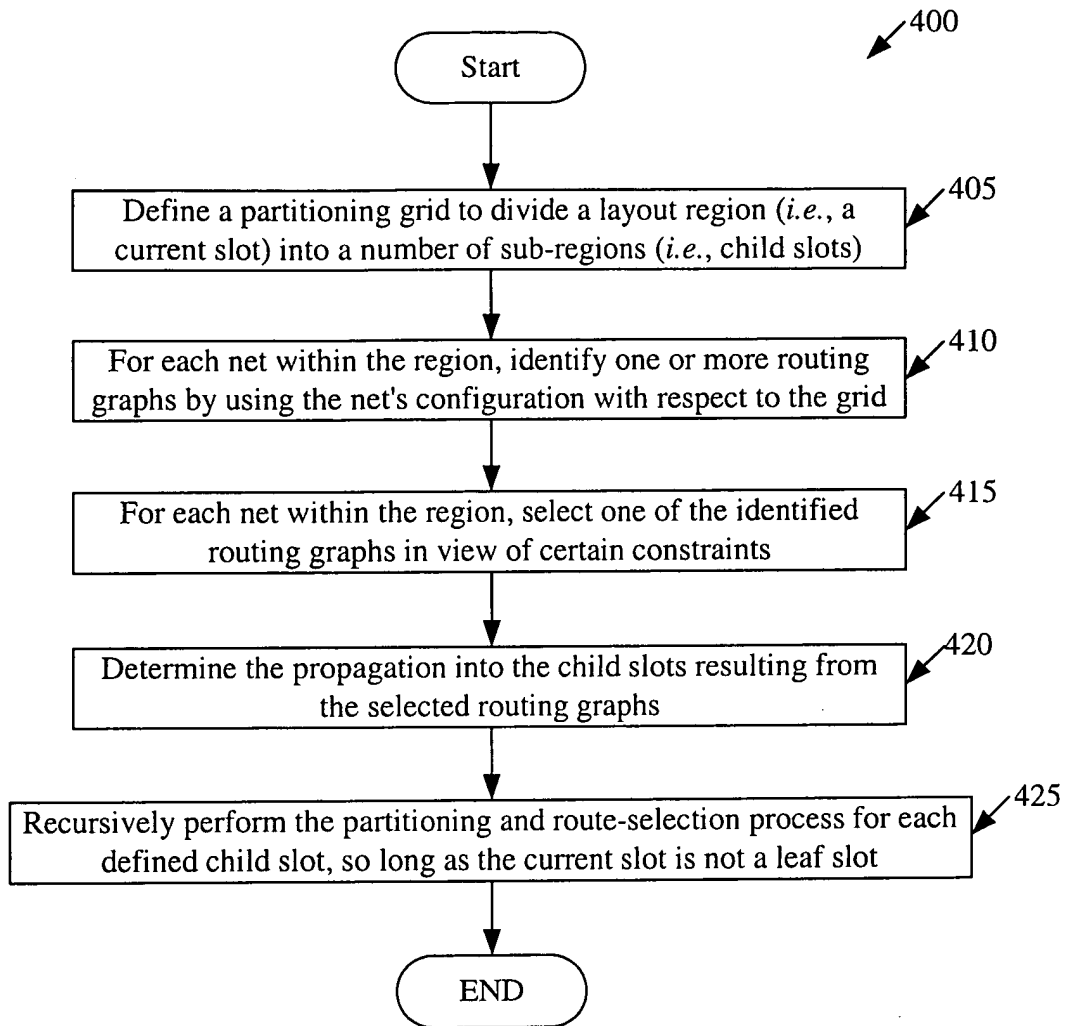 400
Start
405
Define a partitioning grid to divide a layout region (i.e., a
current slot) into a number of sub-regions (i.e., child slots)
410
For each net within the region, identify one or more routing
graphs by using the net's configuration with respect to the grid
415
For each net within the region, select one of the identified
routing graphs in view of certain constraints
420
Determine the propagation into the child slots resulting from
the selected routing graphs
425
Recursively perform the partitioning and route-selection process for each
defined child slot, so long as the current slot is not a leaf slot
END